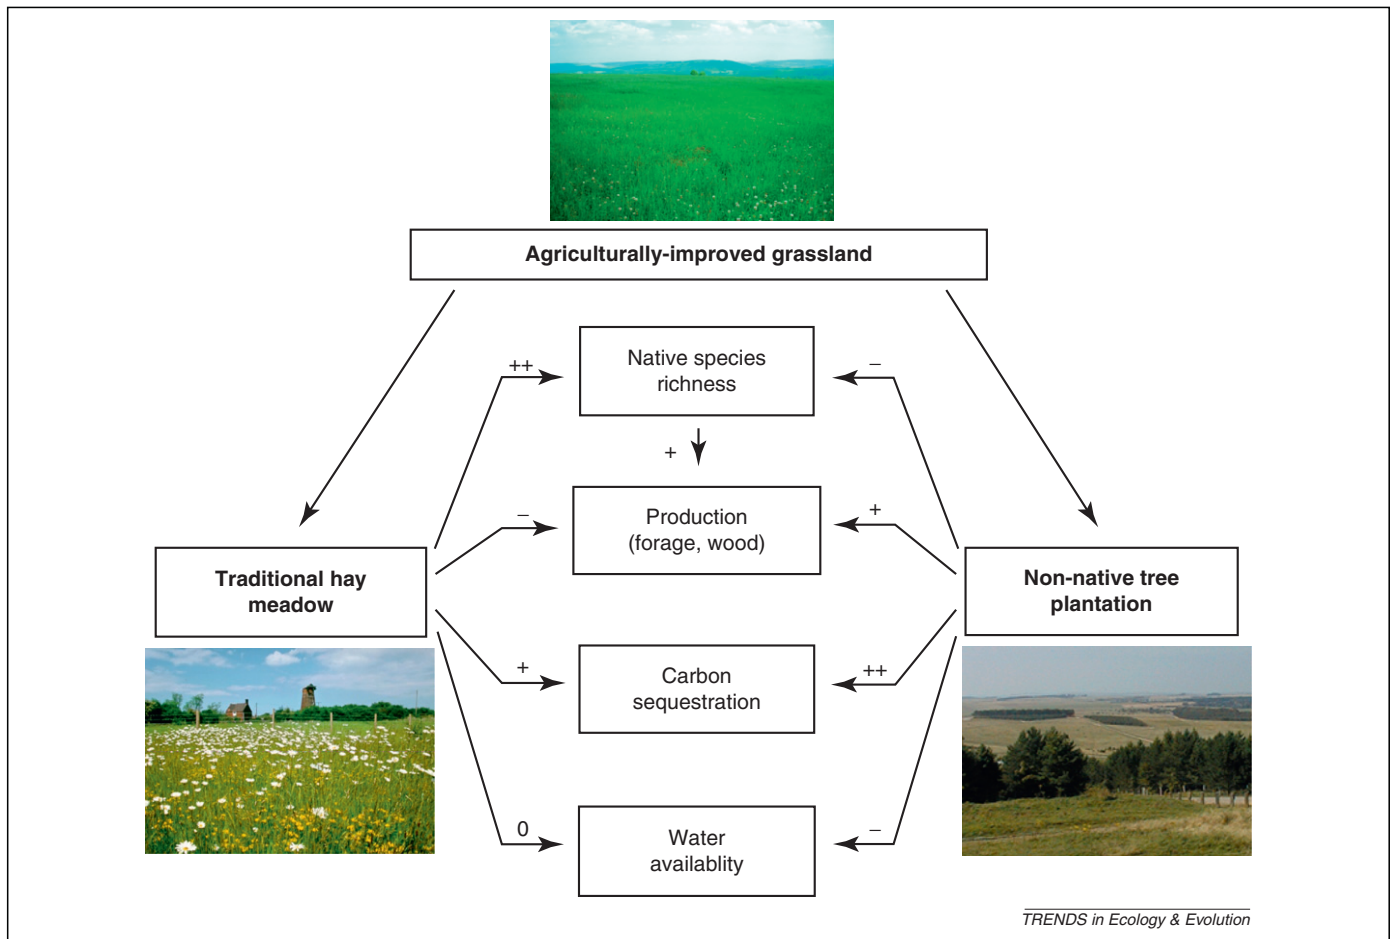 Agriculturally-improved grassland
Native species
richness
++
–
+
Production
(forage, wood)
–
+
Traditional hay
meadow
Non-native tree
plantation
Carbon
sequestration
+
++
Water
availablity
0
–
TRENDS in Ecology & Evolution